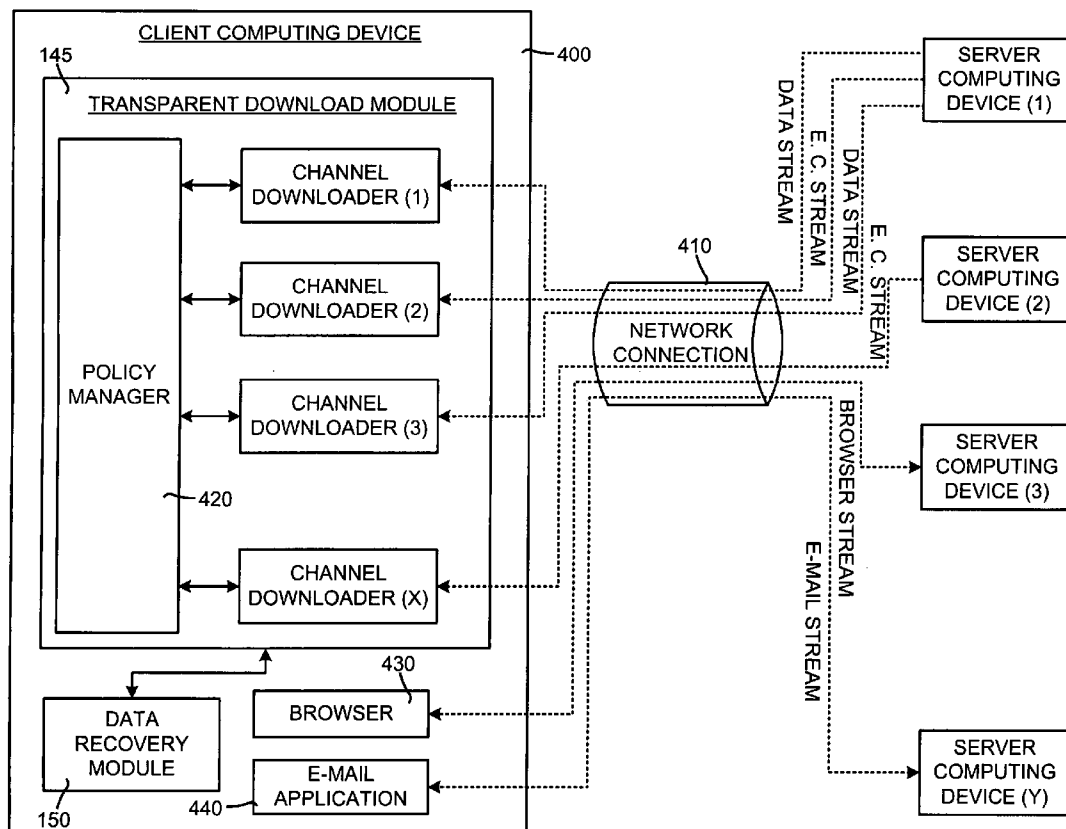 CLIENT COMPUTING DEVICE
400
145
TRANSPARENT DOWNLOAD MODULE
POLICY
MANAGER
420
CHANNEL
DOWNLOADER (1)
CHANNEL
DOWNLOADER (2)
CHANNEL
DOWNLOADER (3)
CHANNEL
DOWNLOADER (X)
DATA
RECOVERY
MODULE
150
430
BROWSER
E-MAIL
APPLICATION
440
410
NETWORK
CONNECTION
DATA STREAM
E. C. STREAM
DATA STREAM
E. C. STREAM
BROWSER STREAM
E-MAIL STREAM
SERVER
COMPUTING
DEVICE (1)
SERVER
COMPUTING
DEVICE (2)
SERVER
COMPUTING
DEVICE (3)
SERVER
COMPUTING
DEVICE (Y)